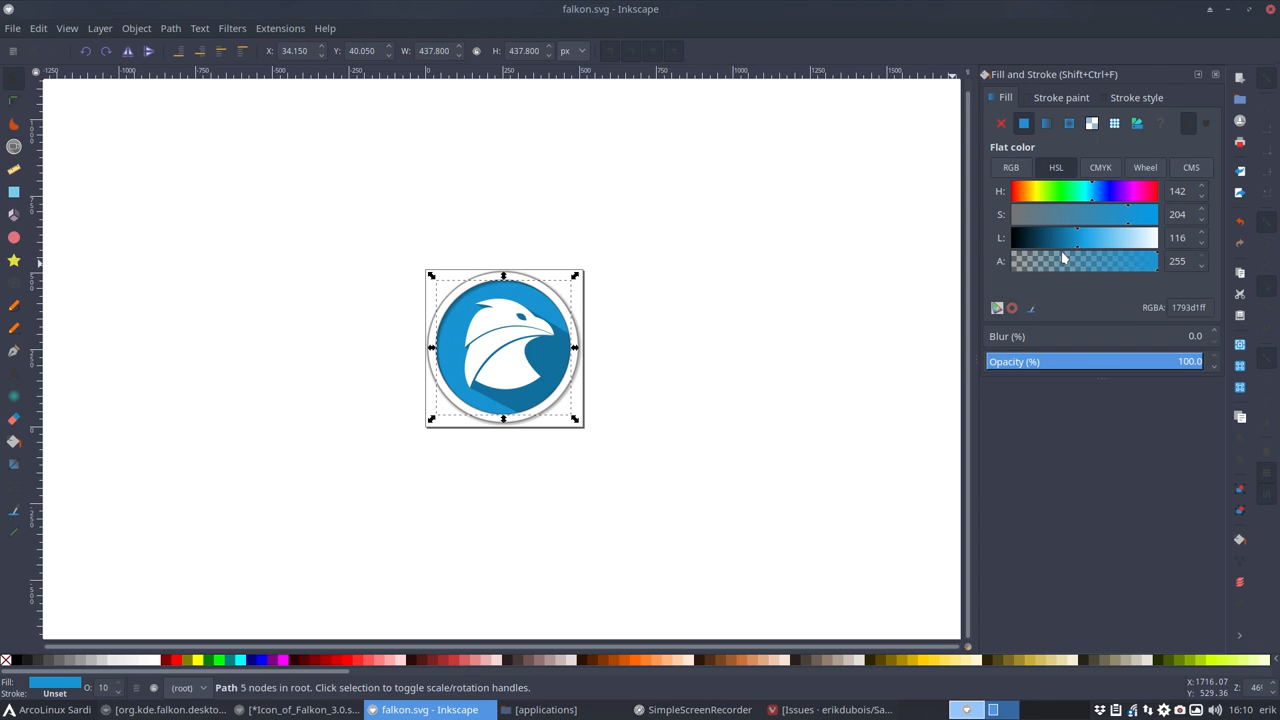 falkon.svg - Inkscape
File Edit View Layer Object Path Text Filters Extensions Help
X: 34.150 Y: 40.050 W: 437.800 H: 437.800 px
Fill and Stroke (Shift+Ctrl+F)
Fill Stroke paint Stroke style
Flat color
RGB HSL CMYK Wheel CMS
H: 142
S: 204
L: 116
A: 255
RGBA: 1793d1ff
Blur (%) 0.0
Opacity (%) 100.0
Fill:
Stroke: Unset
O: 10
(root)
Path 5 nodes in root. Click selection to toggle scale/rotation handles.
X: 1716.07
Y: 529.36
Z: 46
ArcoLinux Sardi [org.kde.falkon.deskto... [*Icon_of_Falkon_3.0.s... falkon.svg - Inkscape [applications] SimpleScreenRecorder [Issues · erikdubois/Sa... 16:10 erik